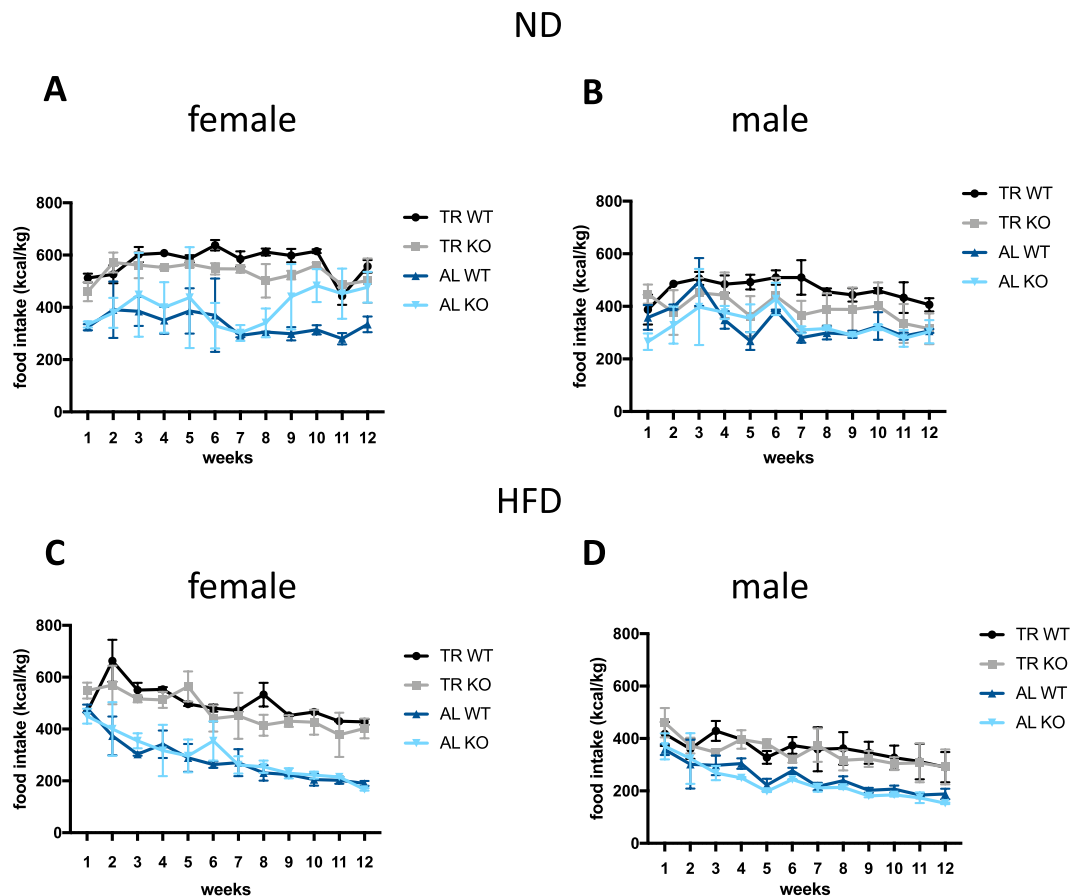 ND
A
female
food intake (kcal/kg)
800
600
400
200
0
1 2 3 4 5 6 7 8 9 10 11 12
weeks
TR WT
TR KO
AL WT
AL KO
B
male
food intake (kcal/kg)
800
600
400
200
0
1 2 3 4 5 6 7 8 9 10 11 12
weeks
TR WT
TR KO
AL WT
AL KO
HFD
C
female
food intake (kcal/kg)
800
600
400
200
0
1 2 3 4 5 6 7 8 9 10 11 12
weeks
TR WT
TR KO
AL WT
AL KO
D
male
food intake (kcal/kg)
800
600
400
200
0
1 2 3 4 5 6 7 8 9 10 11 12
weeks
TR WT
TR KO
AL WT
AL KO